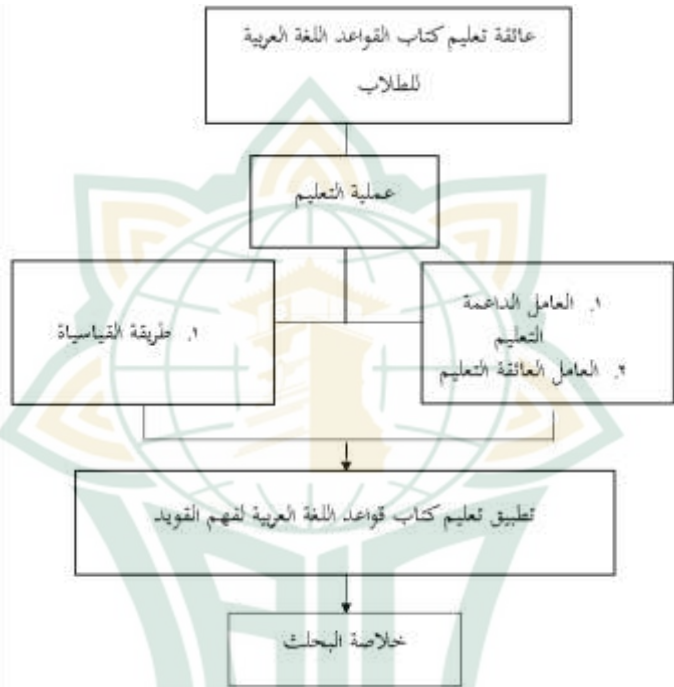 عائقة تعليم كتاب القواعد اللغة العربية
للطلاب
عملية التعليم
١. العامل الداعمة
التعليم
٢. العامل العائقة التعليم
١. طريقة القياسياة
تطبيق تعليم كتاب قواعد اللغة العربية لفهم القويد
خلاصة البحلث